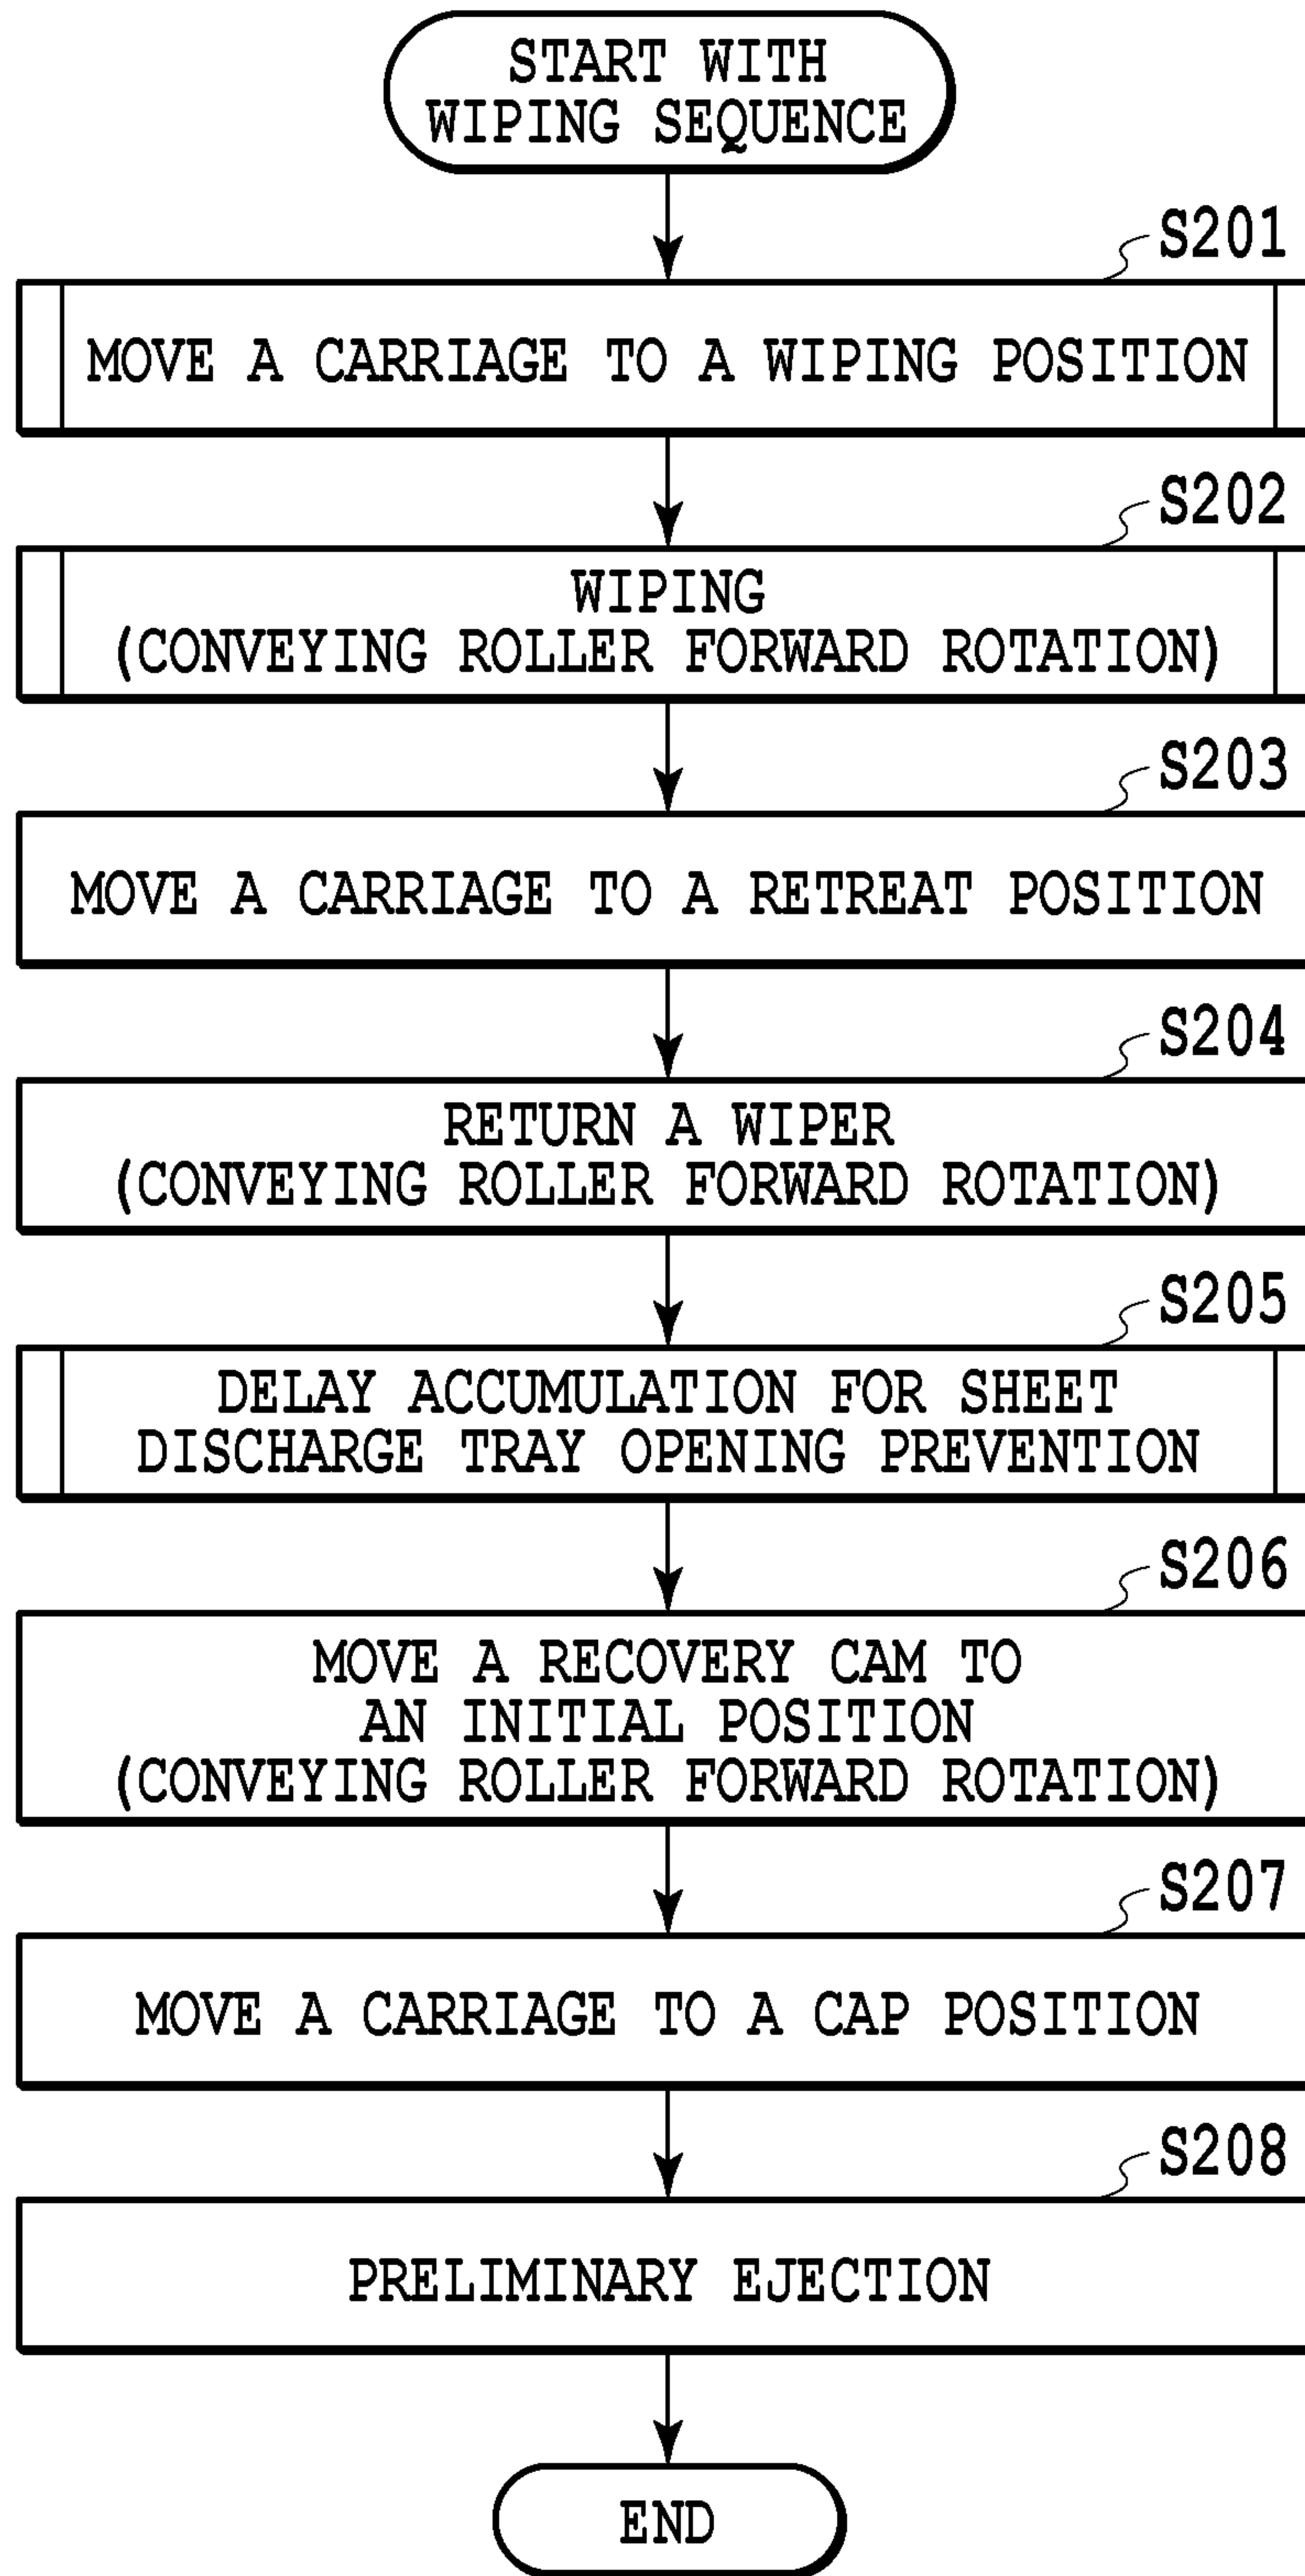 START WITH
WIPING SEQUENCE
S201
MOVE A CARRIAGE TO A WIPING POSITION
S202
WIPING
(CONVEYING ROLLER FORWARD ROTATION)
S203
MOVE A CARRIAGE TO A RETREAT POSITION
S204
RETURN A WIPER
(CONVEYING ROLLER FORWARD ROTATION)
S205
DELAY ACCUMULATION FOR SHEET
DISCHARGE TRAY OPENING PREVENTION
S206
MOVE A RECOVERY CAM TO
AN INITIAL POSITION
(CONVEYING ROLLER FORWARD ROTATION)
S207
MOVE A CARRIAGE TO A CAP POSITION
S208
PRELIMINARY EJECTION
END